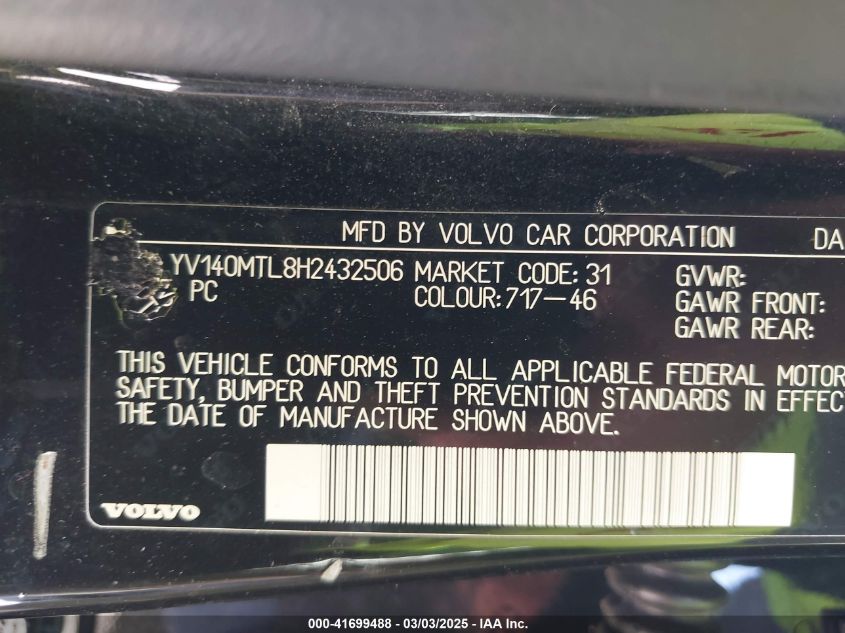 MFD BY VOLVO CAR CORPORATION DA
YV140MTL8H2432506 MARKET CODE: 31 GVWR:
PC COLOUR: 717-46 GAWR FRONT:
GAWR REAR:
THIS VEHICLE CONFORMS TO ALL APPLICABLE FEDERAL MOTOR
SAFETY, BUMPER AND THEFT PREVENTION STANDARDS IN EFFEC
THE DATE OF MANUFACTURE SHOWN ABOVE.
VOLVO
000-41699488 - 03/03/2025 - IAA Inc.